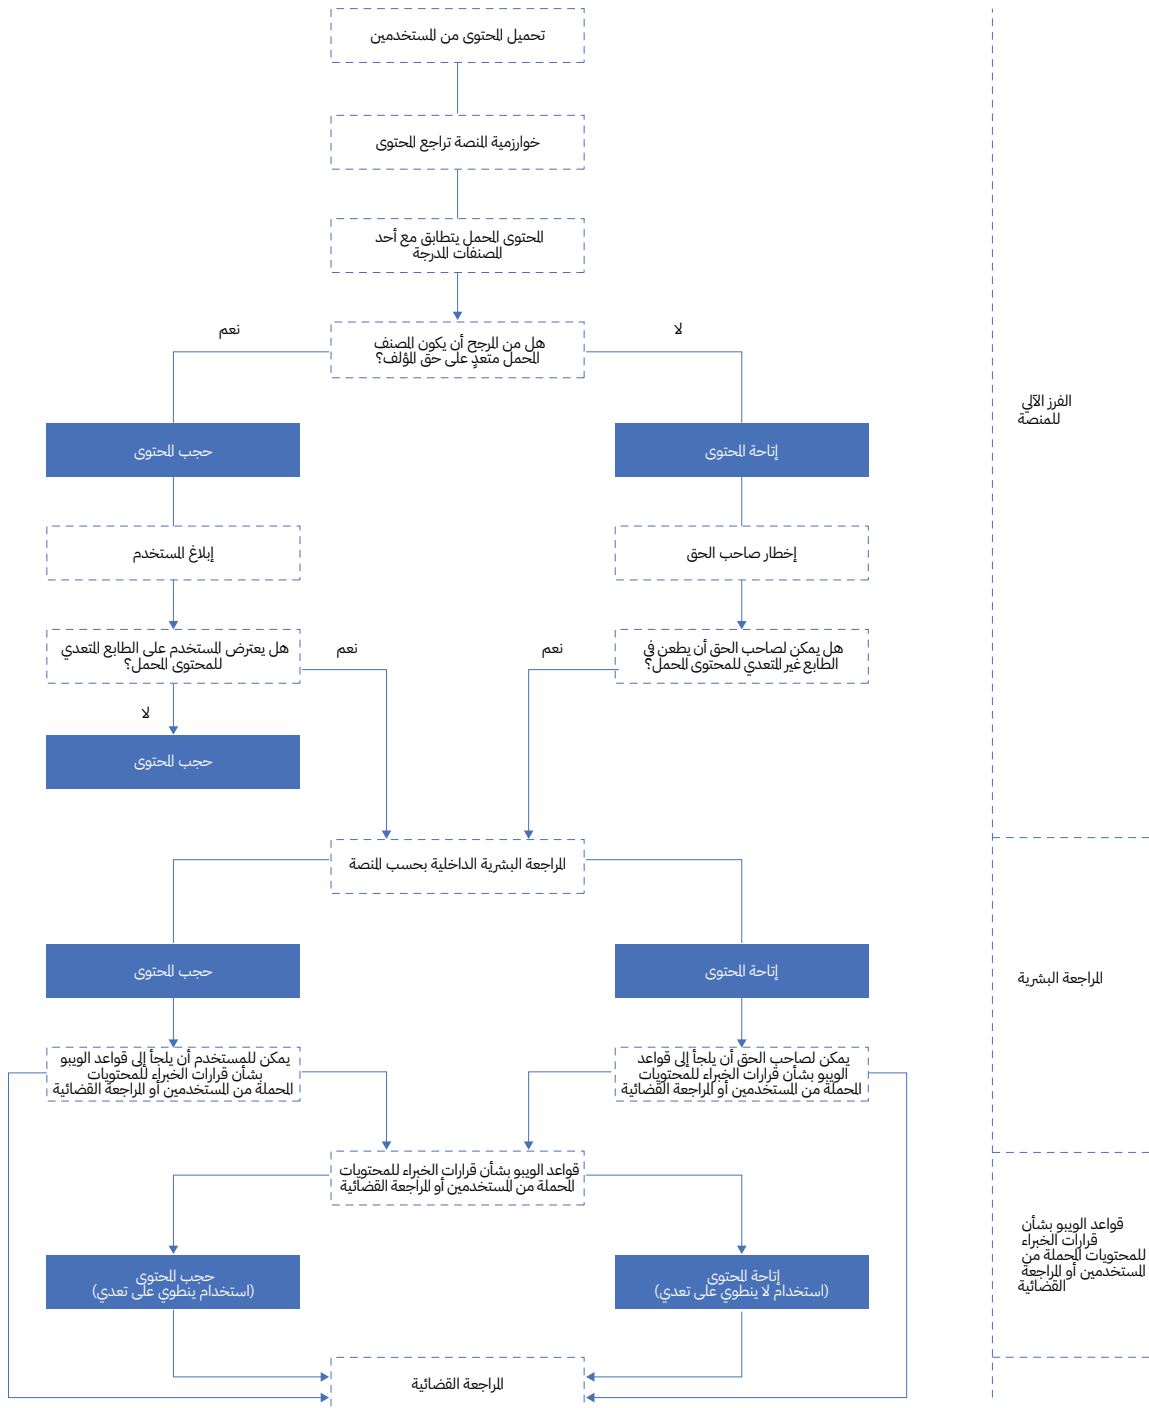 تحميل المحتوى من المستخدمين
خوارزمية المنصة تراجع المحتوى
المحتوى المحمل يتطابق مع أحد
المصنفات المدرجة
هل من المرجح أن يكون المصنف
المحمل متعدٍ على حق المؤلف؟
لا
نعم
الفرز الآلي
للمنصة
إتاحة المحتوى
حجب المحتوى
إخطار صاحب الحق
إبلاغ المستخدم
هل يمكن لصاحب الحق أن يطعن في
الطابع غير المتعدي للمحتوى المحمل؟
نعم
نعم
هل يعترض المستخدم على الطابع المتعدي
للمحتوى المحمل؟
لا
حجب المحتوى
المراجعة البشرية الداخلية بحسب المنصة
المراجعة البشرية
إتاحة المحتوى
حجب المحتوى
يمكن لصاحب الحق أن يلجأ إلى قواعد
الويبو بشأن قرارات الخبراء للمحتويات
المحملة من المستخدمين أو المراجعة القضائية
يمكن للمستخدم أن يلجأ إلى قواعد الويبو
بشأن قرارات الخبراء للمحتويات
المحملة من المستخدمين أو المراجعة القضائية
قواعد الويبو بشأن قرارات الخبراء للمحتويات
المحملة من المستخدمين أو المراجعة القضائية
قواعد الويبو بشأن
قرارات الخبراء
للمحتويات المحملة من
المستخدمين أو المراجعة
القضائية
إتاحة المحتوى
(استخدام لا ينطوي على تعدي)
حجب المحتوى
(استخدام ينطوي على تعدي)
المراجعة القضائية